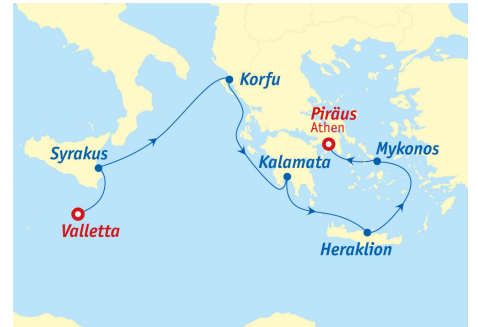 Korfu
Piräus
Athen
Syrakus
Kalamata
Mykonos
Valletta
Heraklion